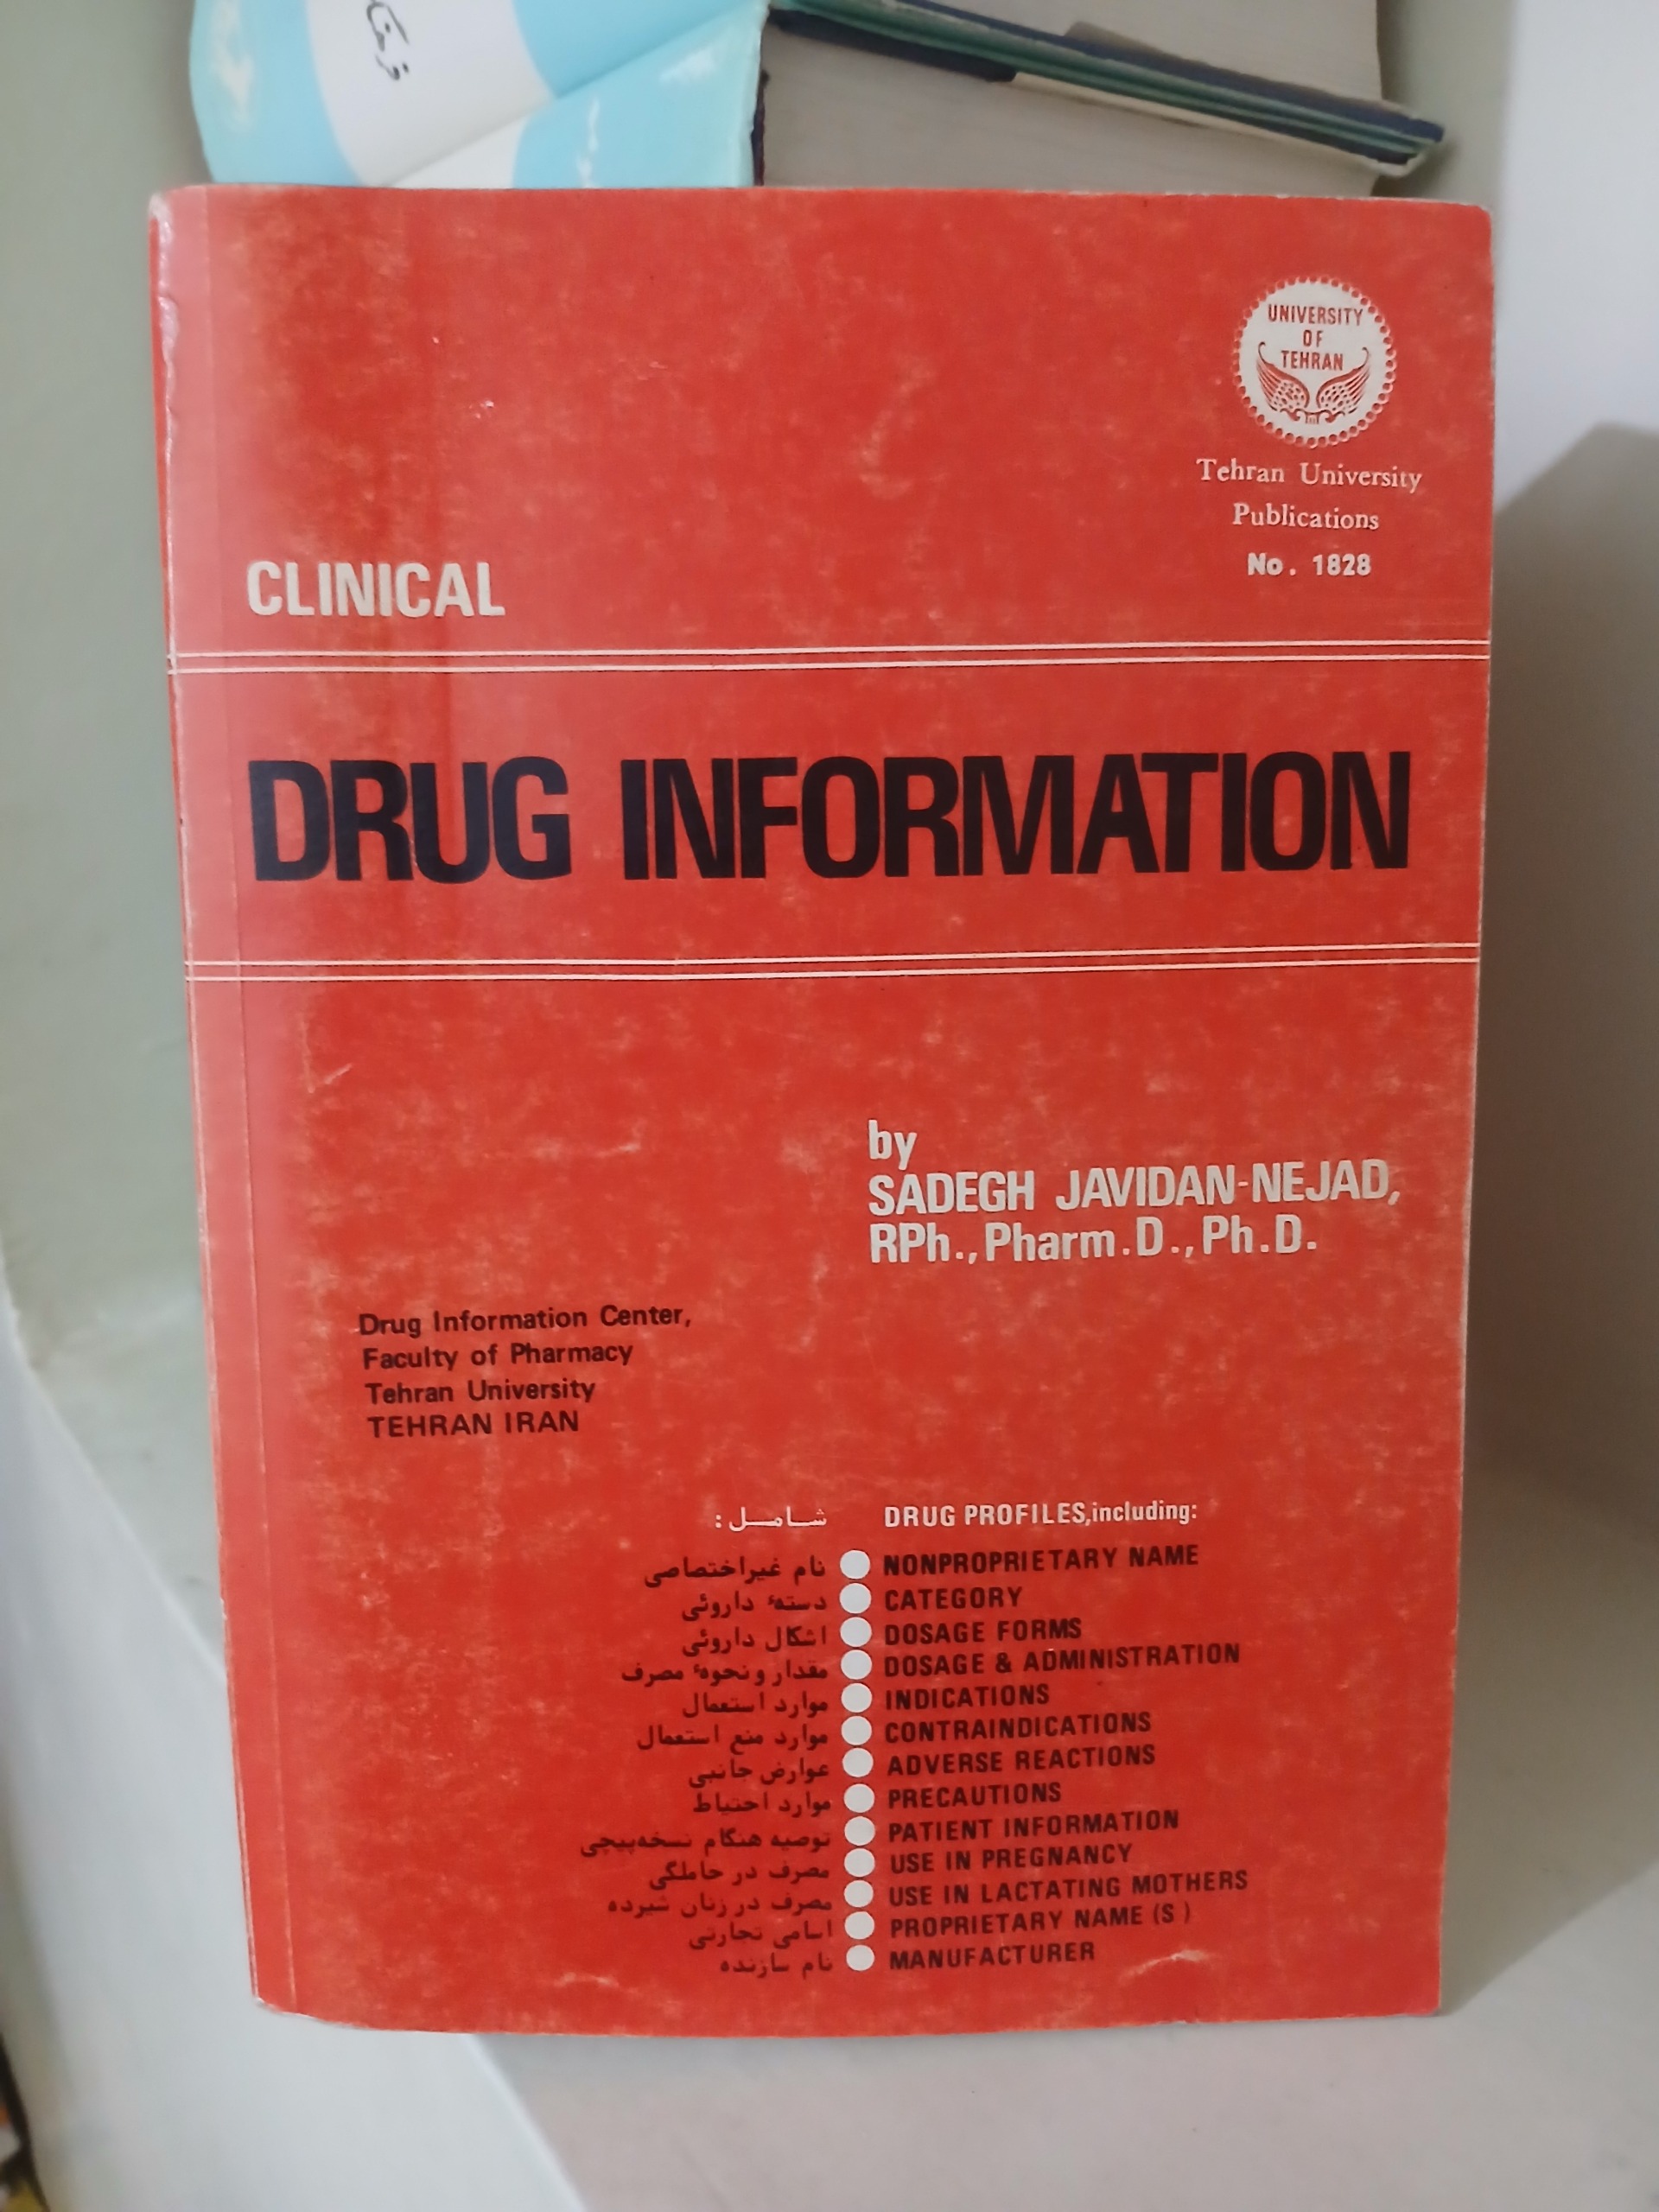 UNIVERSITY
OF
TEHRAN
Tehran University
Publications
No. 1828
CLINICAL
DRUG INFORMATION
by
SADEGH JAVIDAN-NEJAD,
RPh., Pharm.D., Ph.D.
Drug Information Center,
Faculty of Pharmacy
Tehran University
TEHRAN IRAN
DRUG PROFILES, including: شامل :
NONPROPRIETARY NAME نام غیراختصاصی
CATEGORY دستهٔ داروئی
DOSAGE FORMS اشکال داروئی
DOSAGE & ADMINISTRATION مقدار و نحوهٔ مصرف
INDICATIONS موارد استعمال
CONTRAINDICATIONS موارد منع استعمال
ADVERSE REACTIONS عوارض جانبی
PRECAUTIONS موارد احتیاط
PATIENT INFORMATION توصیه هنگام نسخه‌پیچی
USE IN PREGNANCY مصرف در حاملگی
USE IN LACTATING MOTHERS مصرف در زنان شیرده
PROPRIETARY NAME (S) اسامی تجارتی
MANUFACTURER نام سازنده